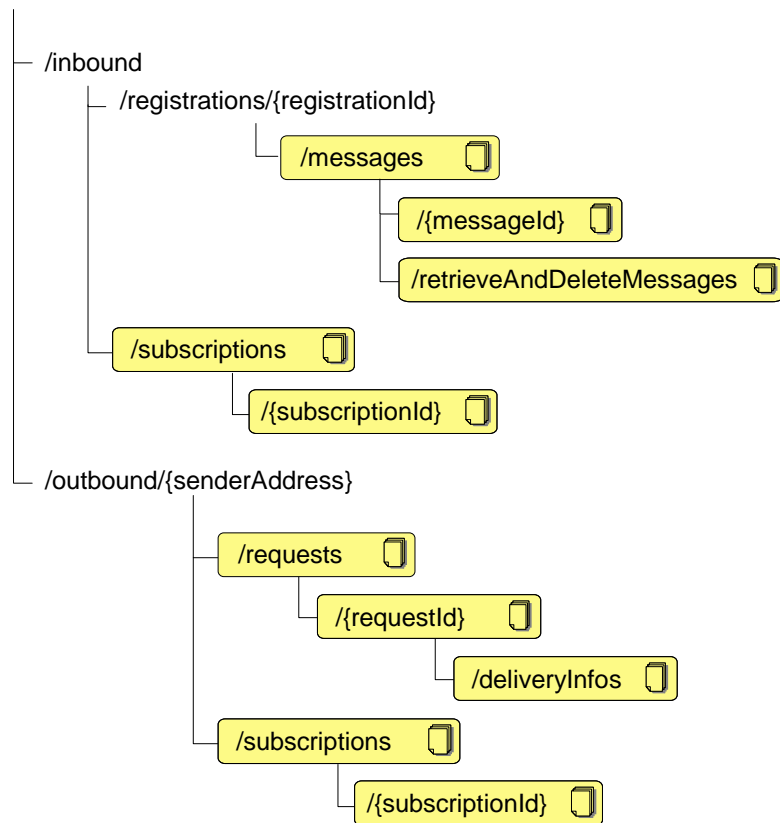 /inbound
/registrations/{registrationId}
/messages
/{messageId}
/retrieveAndDeleteMessages
/subscriptions
/{subscriptionId}
/outbound/{senderAddress}
/requests
/{requestId}
/deliveryInfos
/subscriptions
/{subscriptionId}